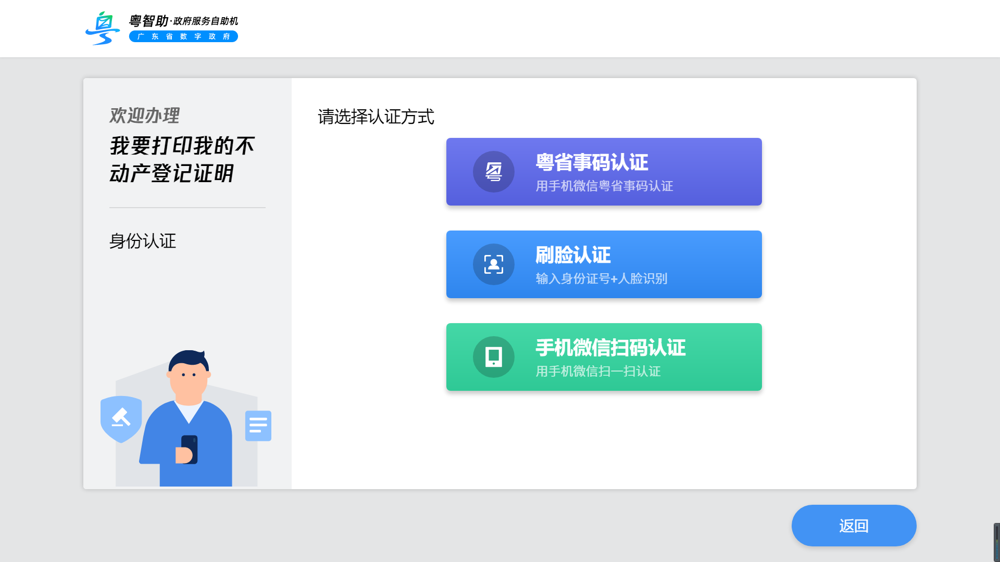 粤智助·政府服务自助机
广东省数字政府
欢迎办理
我要打印我的不
动产登记证明
身份认证
请选择认证方式
粤省事码认证
用手机微信粤省事码认证
刷脸认证
输入身份证号+人脸识别
手机微信扫码认证
用手机微信扫一扫认证
返回